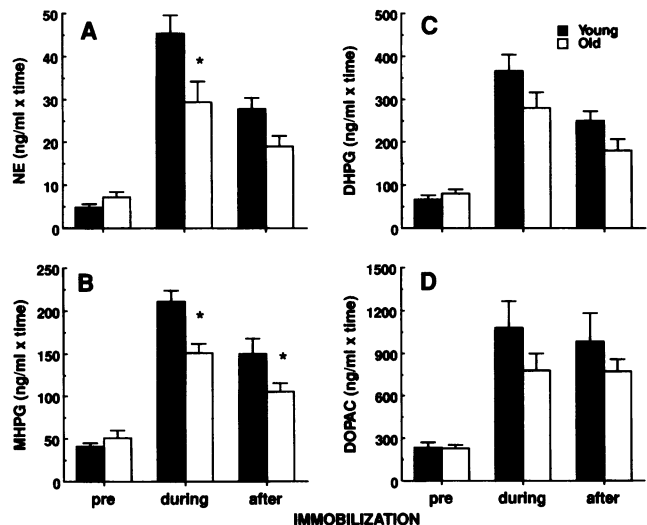 A
NE (ng/ml x time)
50
40
30
20
10
0
*
C
Young
Old
DHPG (ng/ml x time)
500
400
300
200
100
0
B
MHPG (ng/ml x time)
250
200
150
100
50
0
*
*
pre during after
D
DOPAC (ng/ml x time)
1500
1200
900
600
300
0
pre during after
IMMOBILIZATION